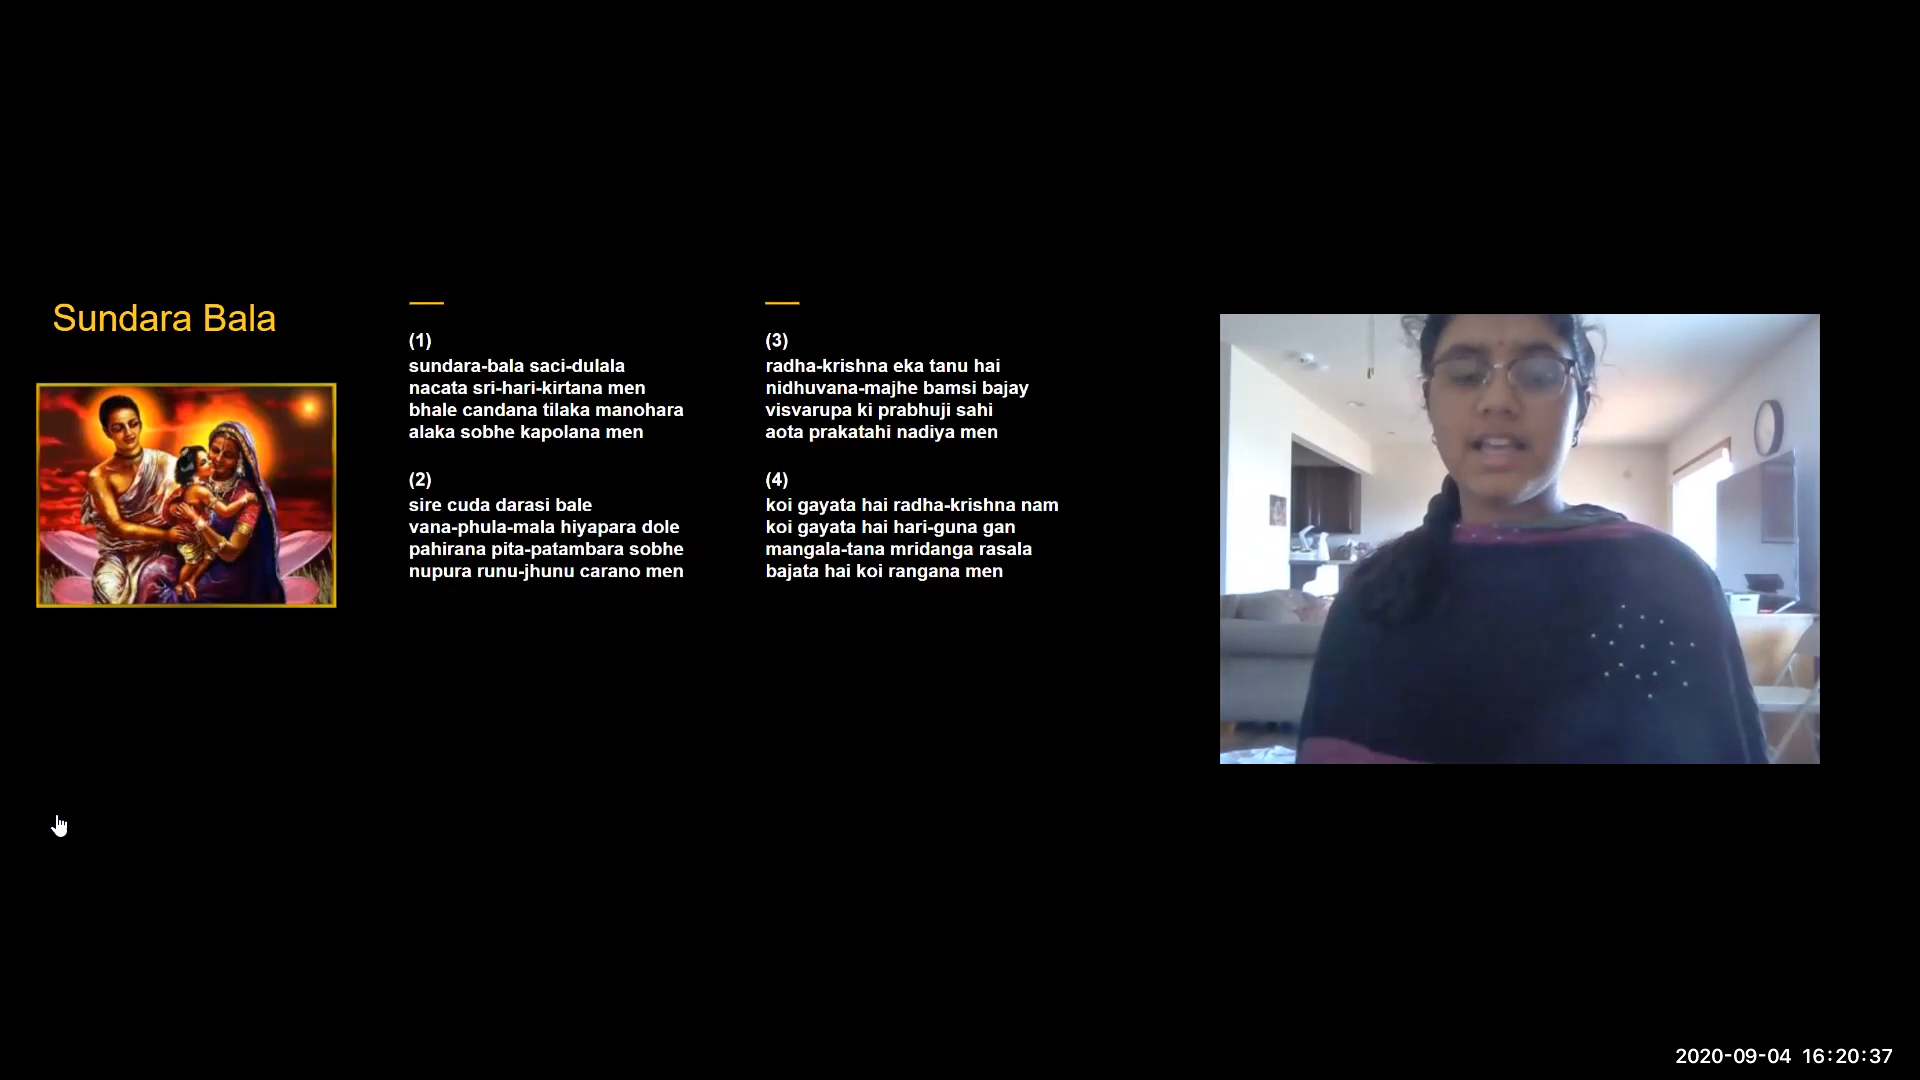 Sundara Bala
(1)
sundara-bala saci-dulala
nacata sri-hari-kirtana men
bhale candana tilaka manohara
alaka sobhe kapolana men
(2)
sire cuda darasi bale
vana-phula-mala hiyapara dole
pahirana pita-patambara sobhe
nupura runu-jhunu carano men
(3)
radha-krishna eka tanu hai
nidhuvana-majhe bamsi bajay
visvarupa ki prabhuji sahi
aota prakatahi nadiya men
(4)
koi gayata hai radha-krishna nam
koi gayata hai hari-guna gan
mangala-tana mridanga rasala
bajata hai koi rangana men
2020-09-04 16:20:37